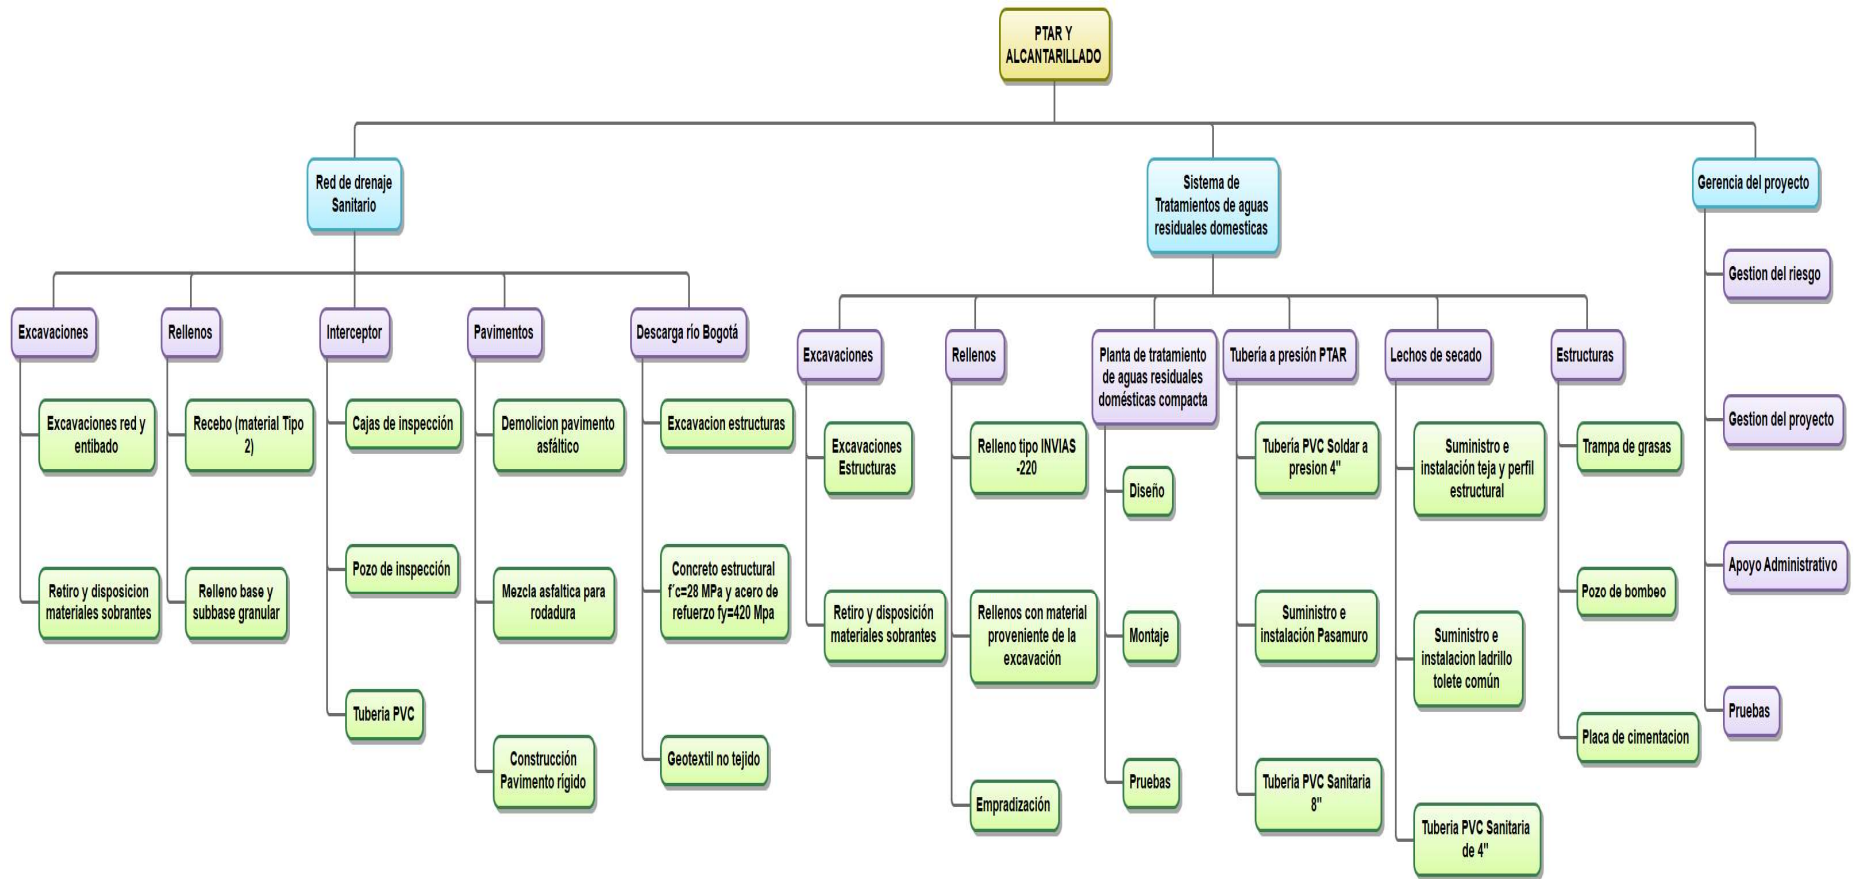 PTAR Y
ALCANTARILLADO
Red de drenaje
Sanitario
Sistema de
Tratamientos de aguas
residuales domesticas
Gerencia del proyecto
Excavaciones
Excavaciones red y
entibado
Retiro y disposicion
materiales sobrantes
Rellenos
Recebo (material Tipo
2)
Relleno base y
subbase granular
Interceptor
Cajas de inspección
Pozo de inspección
Tuberia PVC
Pavimentos
Demolicion pavimento
asfáltico
Mezcla asfaltica para
rodadura
Construcción
Pavimento rígido
Descarga río Bogotá
Excavacion estructuras
Concreto estructural
f´c=28 MPa y acero de
refuerzo fy=420 Mpa
Geotextil no tejido
Excavaciones
Excavaciones
Estructuras
Retiro y disposición
materiales sobrantes
Rellenos
Relleno tipo INVIAS
-220
Rellenos con material
proveniente de la
excavación
Empradización
Planta de tratamiento
de aguas residuales
domésticas compacta
Diseño
Montaje
Pruebas
Tubería a presión PTAR
Tubería PVC Soldar a
presion 4"
Suministro e
instalación Pasamuro
Tuberia PVC Sanitaria
8"
Lechos de secado
Suministro e
instalación teja y perfil
estructural
Suministro e
instalacion ladrillo
tolete común
Tuberia PVC Sanitaria
de 4"
Estructuras
Trampa de grasas
Pozo de bombeo
Placa de cimentacion
Gestion del riesgo
Gestion del proyecto
Apoyo Administrativo
Pruebas